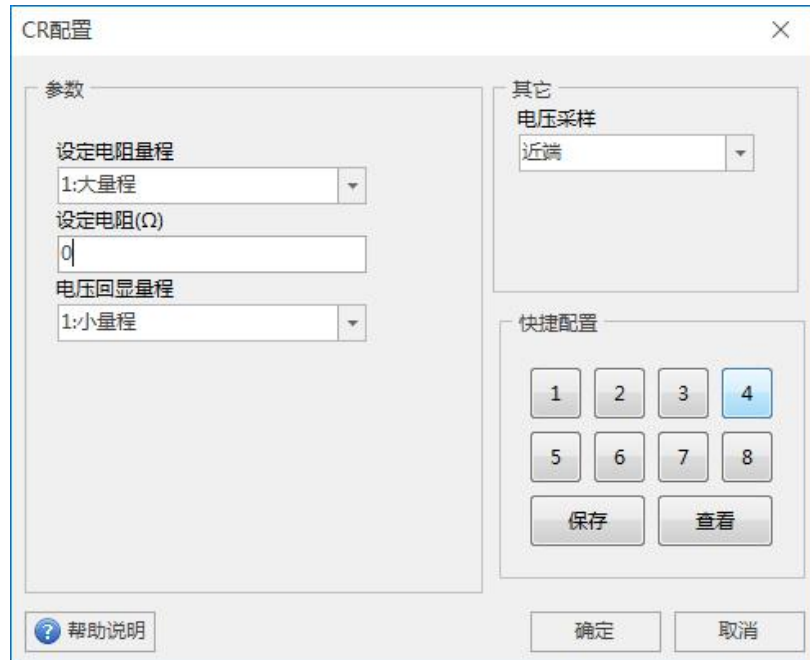 CR配置
参数
设定电阻量程
1:大量程
设定电阻(Ω)
0
电压回显量程
1:小量程
其它
电压采样
近端
快捷配置
1 2 3 4
5 6 7 8
保存 查看
帮助说明 确定 取消